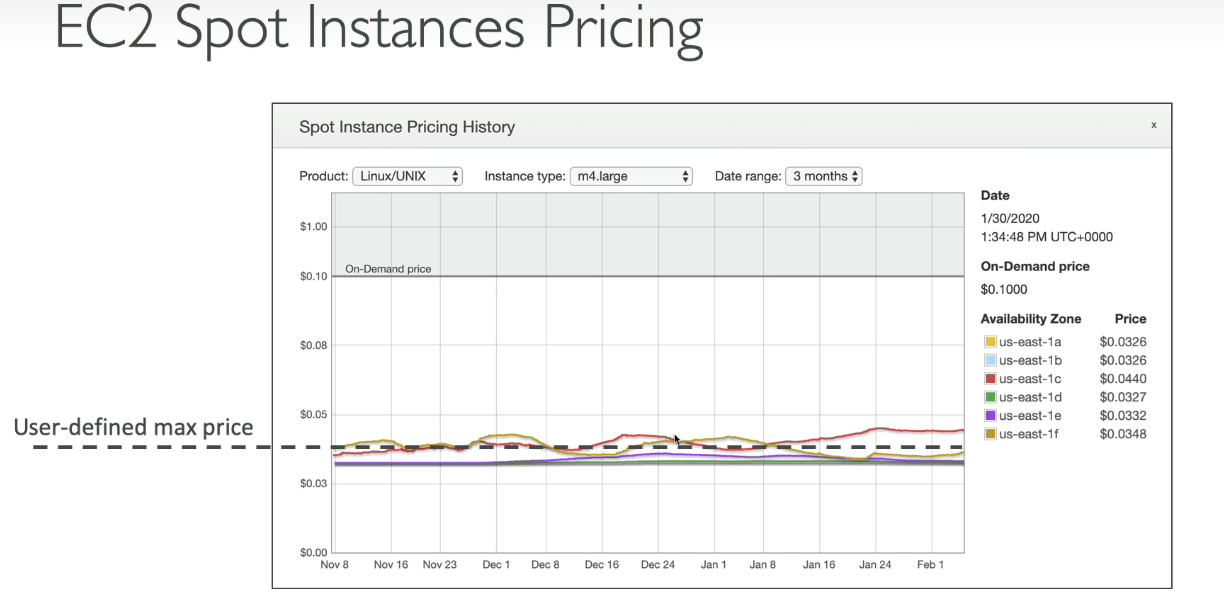 EC2 Spot Instances Pricing
Spot Instance Pricing History
x
Product: Linux/UNIX Instance type: m4.large Date range: 3 months
$1.00
On-Demand price
$0.10
$0.08
$0.05
$0.03
$0.00
Nov 8 Nov 16 Nov 23 Dec 1 Dec 8 Dec 16 Dec 24 Jan 1 Jan 8 Jan 16 Jan 24 Feb 1
User-defined max price
Date
1/30/2020
1:34:48 PM UTC+0000
On-Demand price
$0.1000
Availability Zone Price
us-east-1a $0.0326
us-east-1b $0.0326
us-east-1c $0.0440
us-east-1d $0.0327
us-east-1e $0.0332
us-east-1f $0.0348